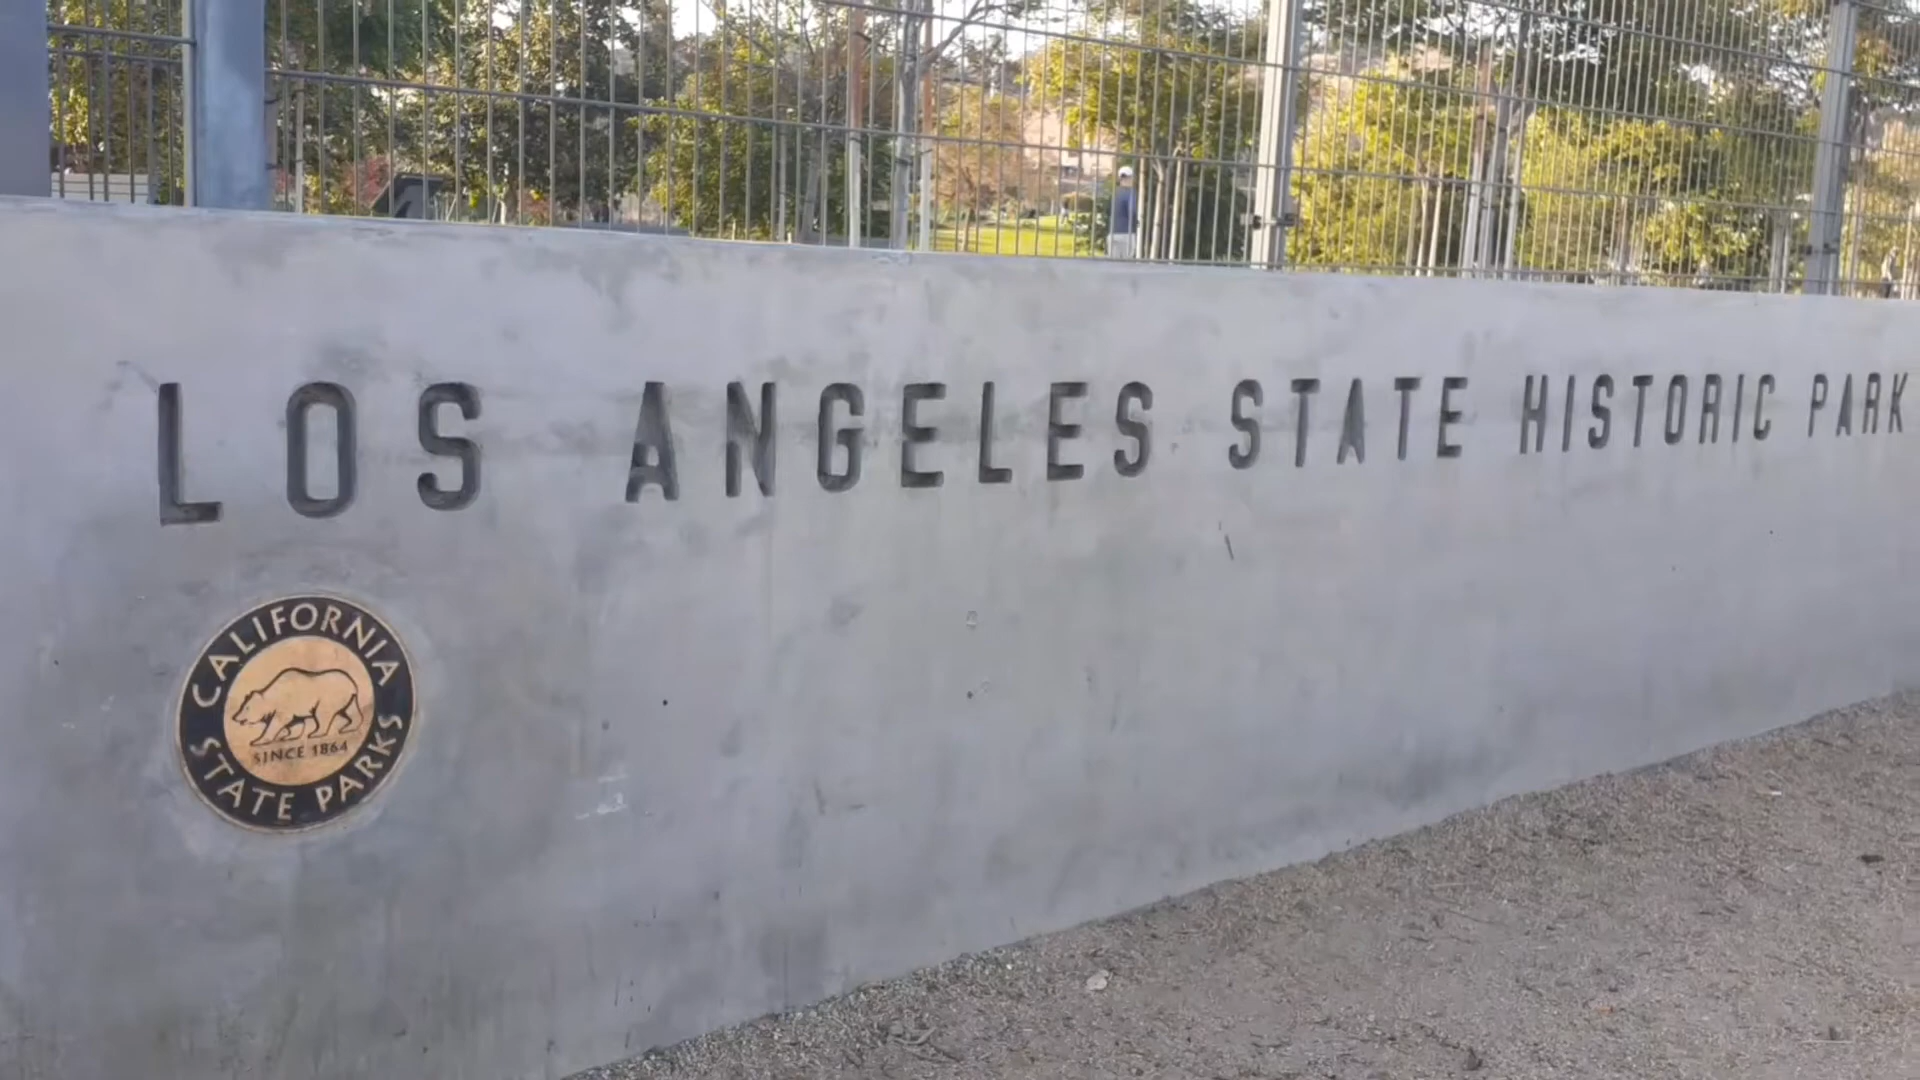 LOS ANGELES STATE HISTORIC PARK
CALIFORNIA
SINCE 1864
STATE PARKS